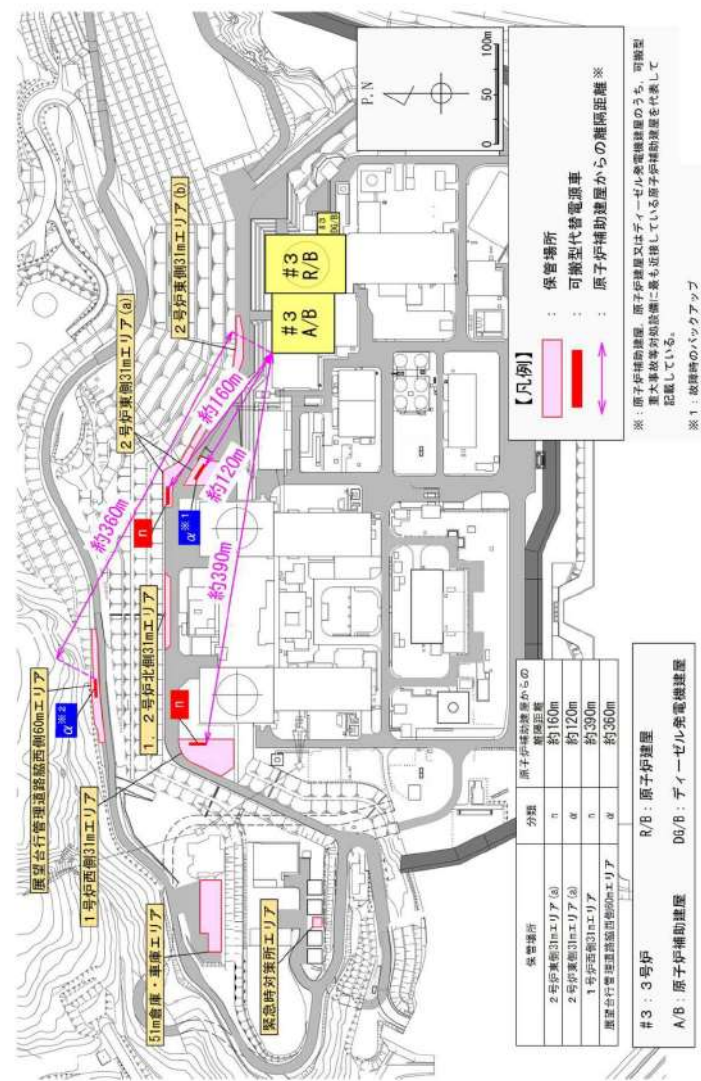 展望台行管理道路脇西側60mエリア
α※2
約360m
2号炉東側31mエリア(a)
2号炉東側31mエリア(b)
1号炉西側31mエリア
1，2号炉北側31mエリア
n
n
α※1
約160m
約120m
約390m
51m倉庫・車庫エリア
緊急時対策所エリア
#3
A/B
#3
R/B
#3
DG/B
P.N
0 50 100m
【凡例】
： 保管場所
： 可搬型代替電源車
： 原子炉補助建屋からの離隔距離※
※：原子炉補助建屋，原子炉建屋又はディーゼル発電機建屋のうち，可搬型
重大事故等対処設備に最も近接している原子炉補助建屋を代表して
記載している。
※1：故障時のバックアップ
保管場所 分類 原子炉補助建屋からの
離隔距離
2号炉東側31mエリア(a) n 約160m
2号炉東側31mエリア(a) α 約120m
1号炉西側31mエリア n 約390m
展望台行管理道路脇西側60mエリア α 約360m
#3：3号炉 R/B：原子炉建屋
A/B：原子炉補助建屋 DG/B：ディーゼル発電機建屋